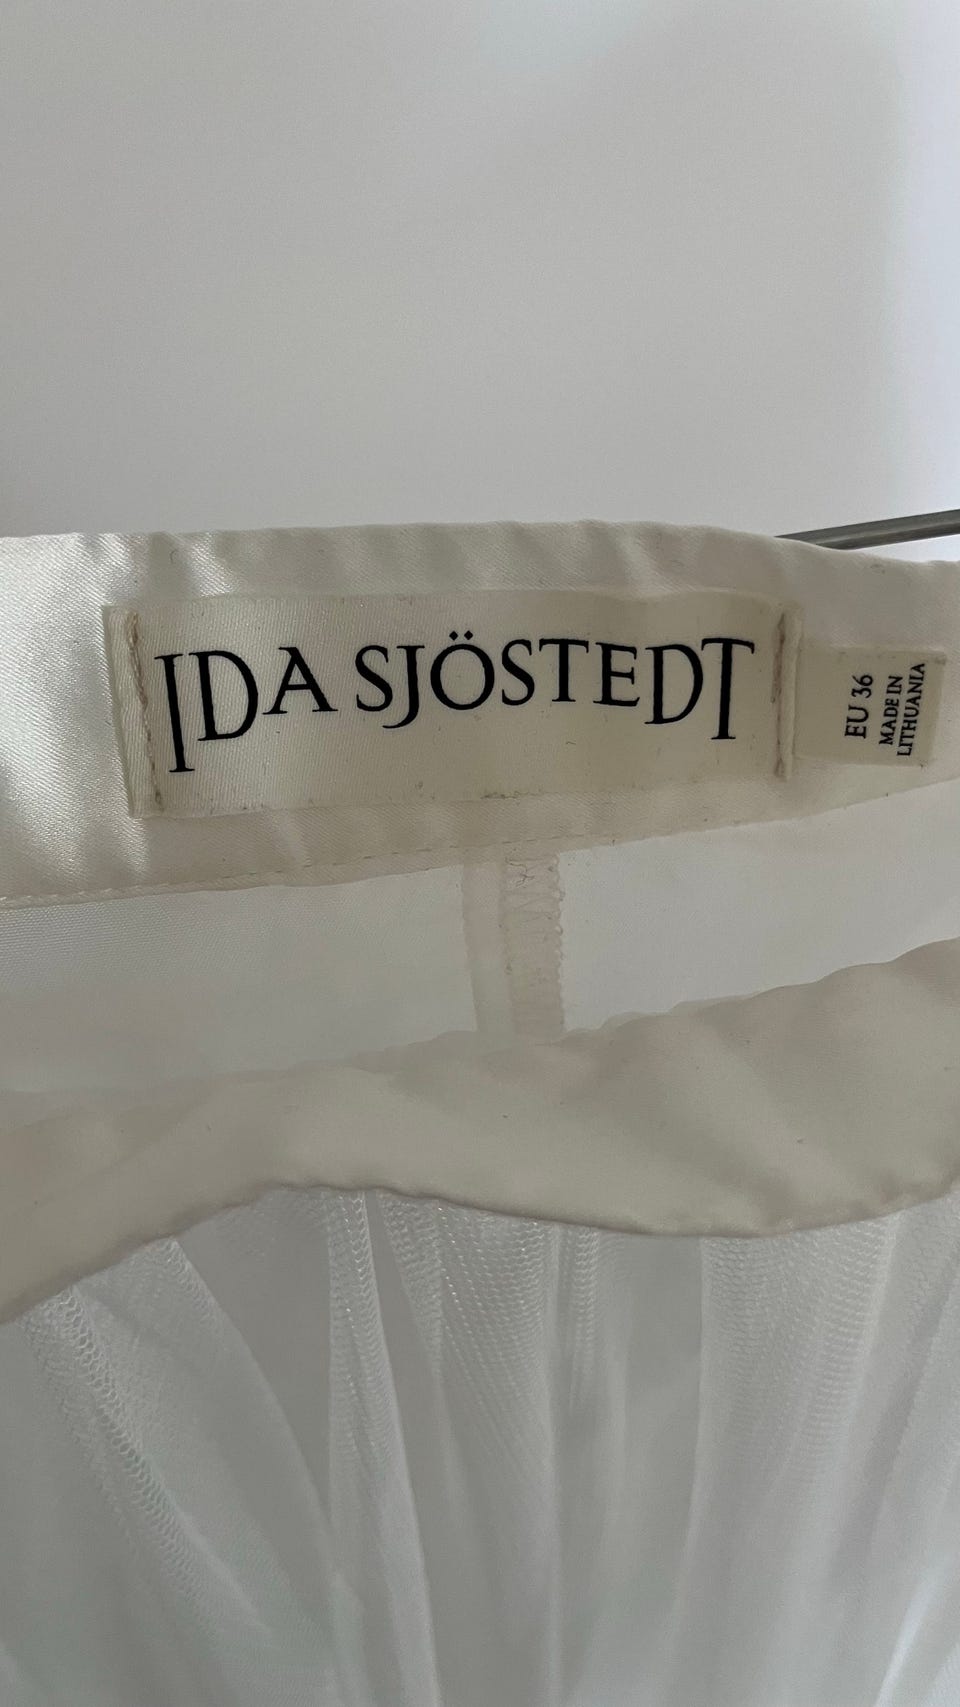 IDA SJÖSTEDT
EU 36
MADE IN
LITHUANIA